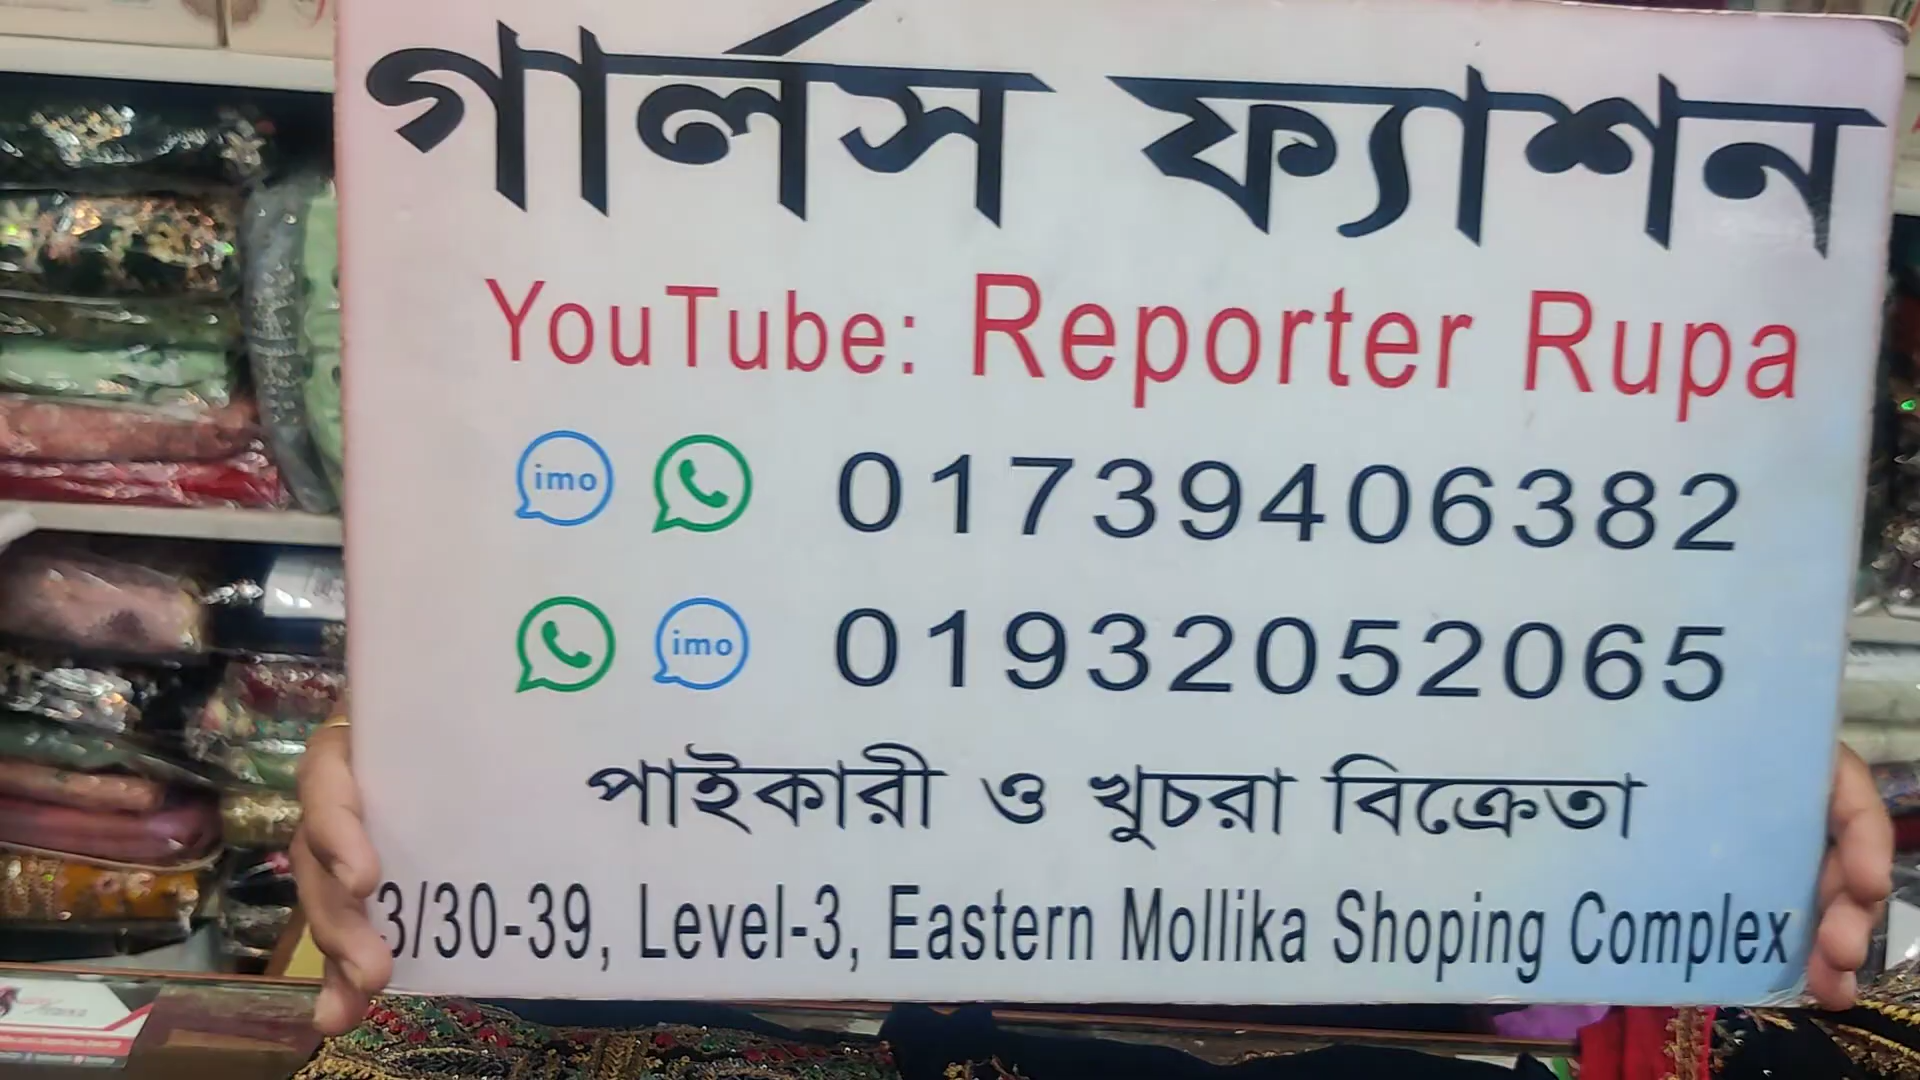 গার্লস ফ্যাশন
YouTube: Reporter Rupa
imo 01739406382
imo 01932052065
পাইকারী ও খুচরা বিক্রেতা
3/30-39, Level-3, Eastern Mollika Shoping Complex